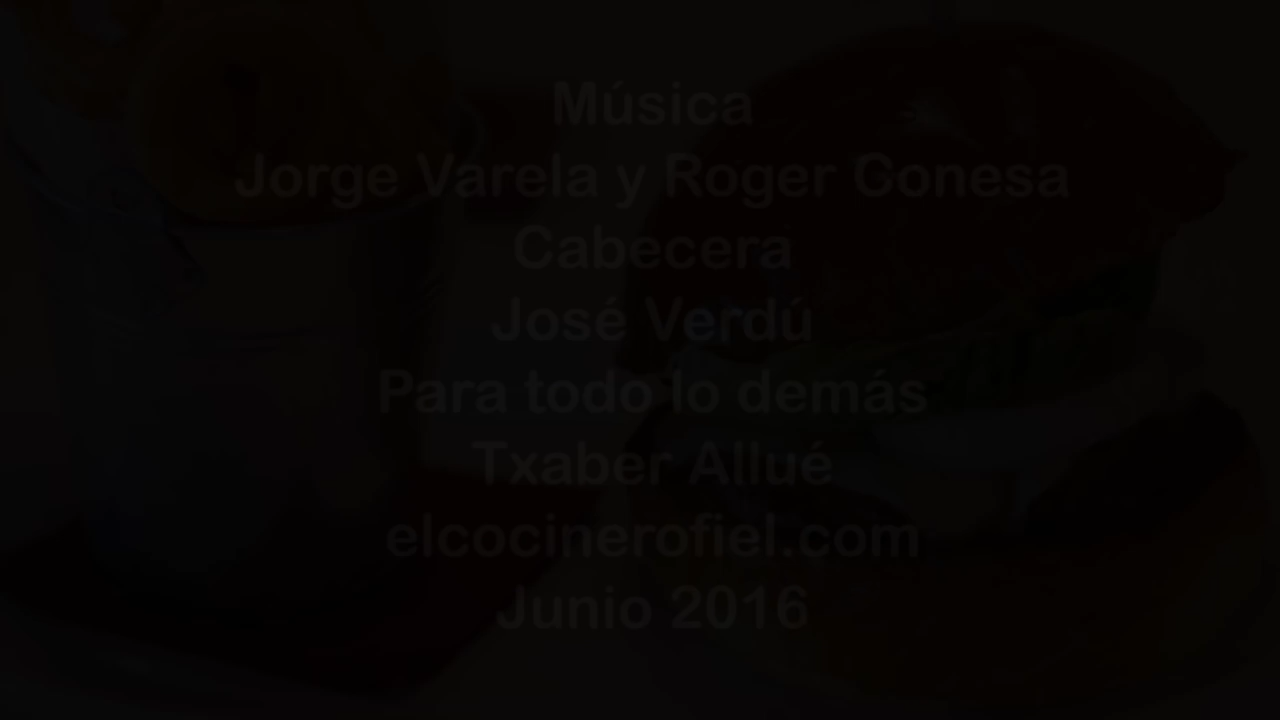 Música
Jorge Varela y Roger Conesa
Cabecera
José Verdú
Para todo lo demás
Txaber Allué
elcocinerofiel.com
Junio 2016